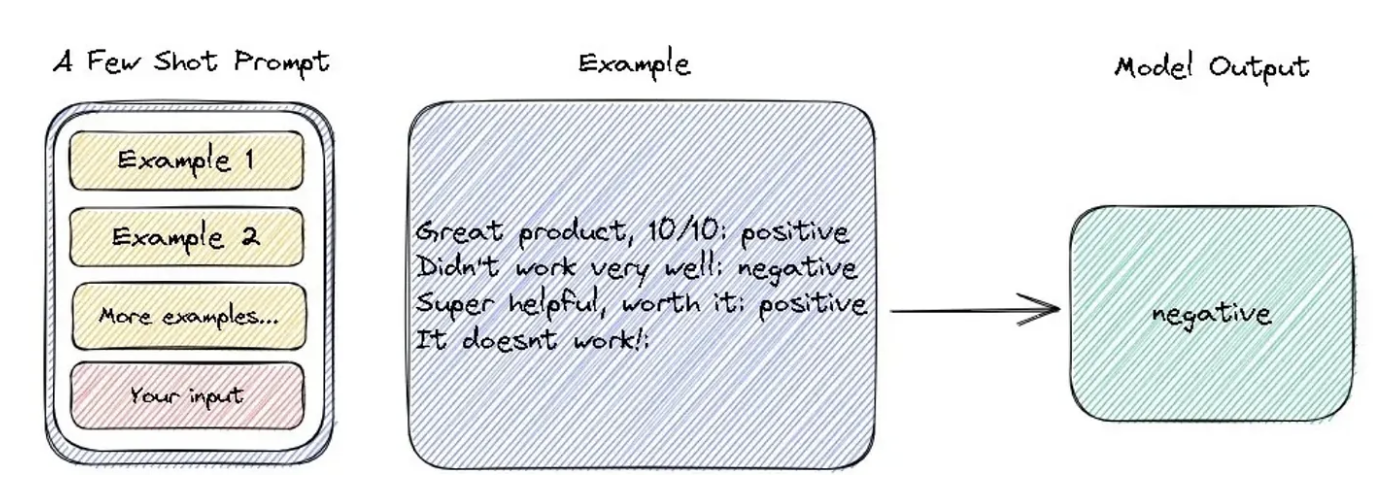 A Few Shot Prompt
Example 1
Example 2
More examples...
Your input
Example
Great product, 10/10: positive
Didn't work very well: negative
Super helpful, worth it: positive
It doesnt work!:
Model Output
negative